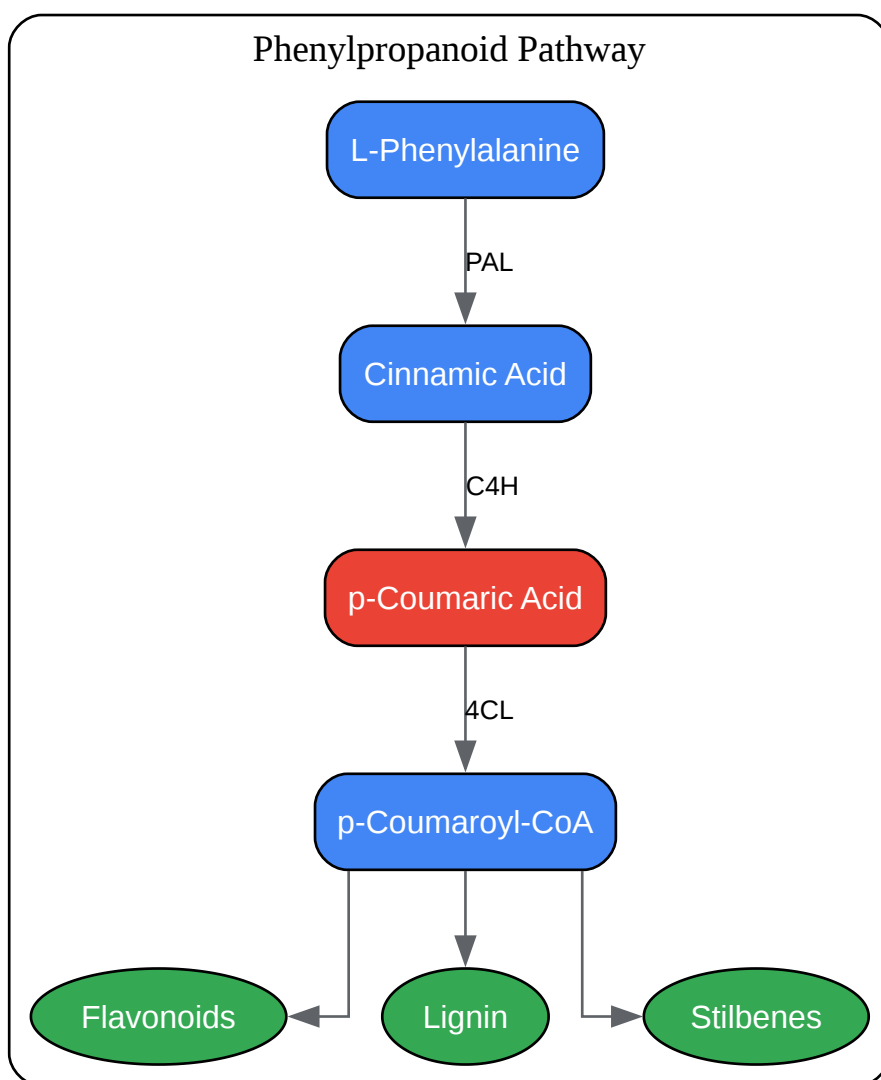 Phenylpropanoid Pathway
L-Phenylalanine
PAL
Cinnamic Acid
C4H
p-Coumaric Acid
4CL
p-Coumaroyl-CoA
Flavonoids
Lignin
Stilbenes